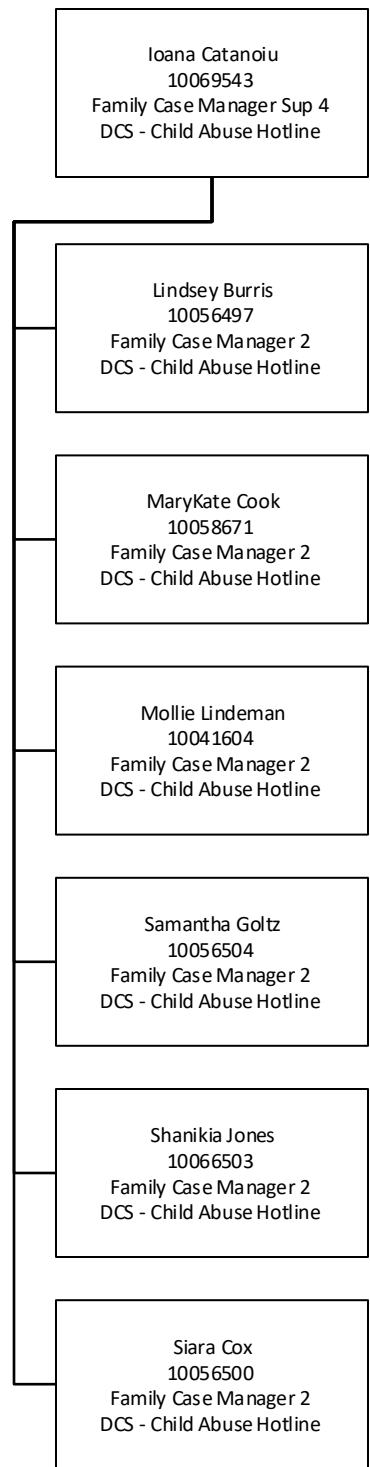 Ioana Catanoiu
10069543
Family Case Manager Sup 4
DCS - Child Abuse Hotline
Lindsey Burris
10056497
Family Case Manager 2
DCS - Child Abuse Hotline
MaryKate Cook
10058671
Family Case Manager 2
DCS - Child Abuse Hotline
Mollie Lindeman
10041604
Family Case Manager 2
DCS - Child Abuse Hotline
Samantha Goltz
10056504
Family Case Manager 2
DCS - Child Abuse Hotline
Shanikia Jones
10066503
Family Case Manager 2
DCS - Child Abuse Hotline
Siara Cox
10056500
Family Case Manager 2
DCS - Child Abuse Hotline